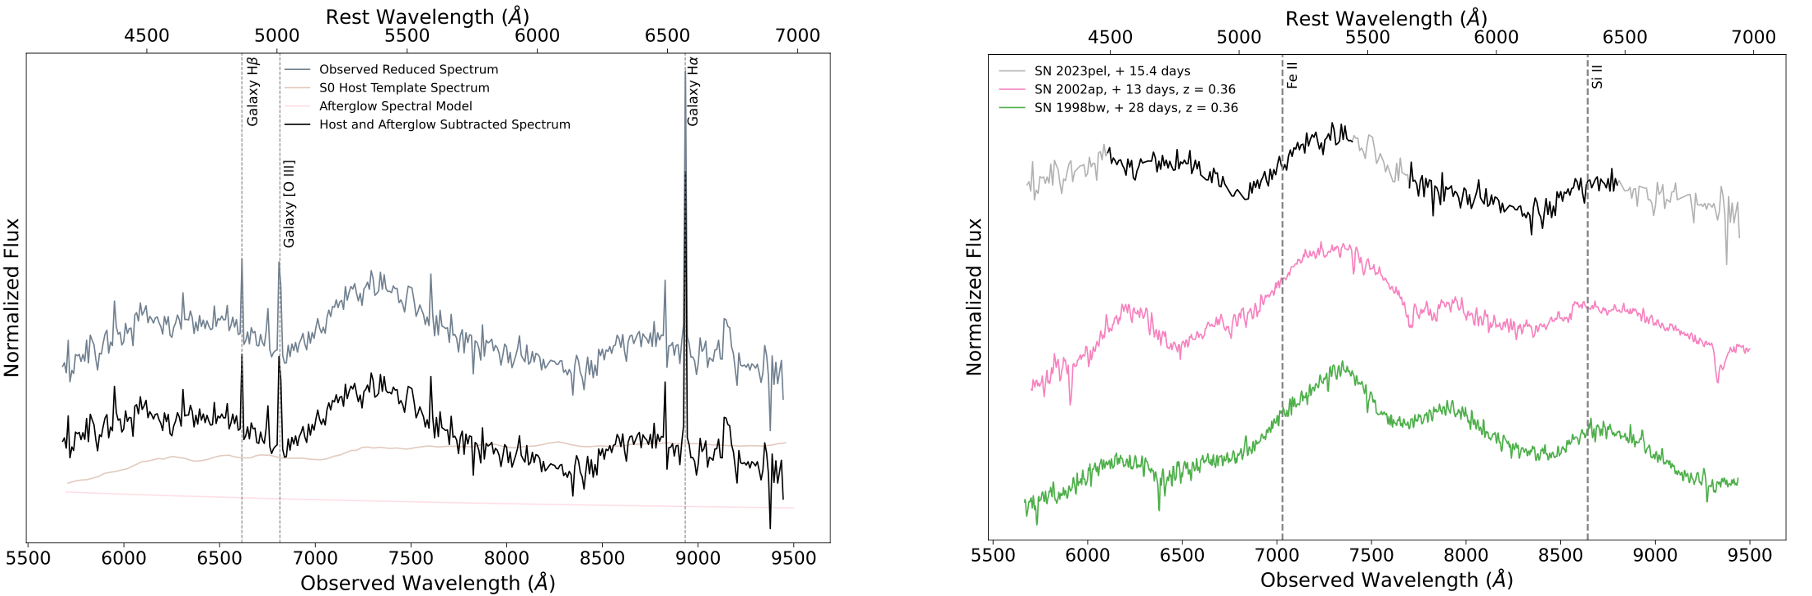 Rest Wavelength (Å)
4500 5000 5500 6000 6500 7000
Galaxy Hβ
Galaxy [O III]
Galaxy Hα
Observed Reduced Spectrum
S0 Host Template Spectrum
Afterglow Spectral Model
Host and Afterglow Subtracted Spectrum
Normalized Flux
5500 6000 6500 7000 7500 8000 8500 9000 9500
Observed Wavelength (Å)
Rest Wavelength (Å)
4500 5000 5500 6000 6500 7000
SN 2023pel, + 15.4 days
SN 2002ap, + 13 days, z = 0.36
SN 1998bw, + 28 days, z = 0.36
Fe II
Si II
Normalized Flux
5500 6000 6500 7000 7500 8000 8500 9000 9500
Observed Wavelength (Å)